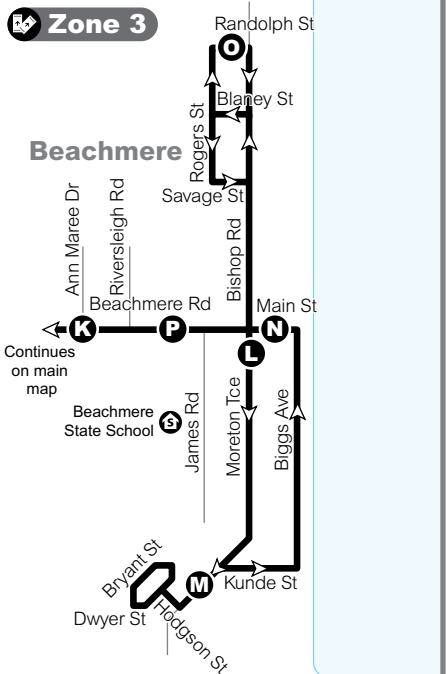 Zone 3
Randolph St
O
Blaney St
Rogers St
Beachmere
Savage St
Ann Maree Dr
Riversleigh Rd
Bishop Rd
Beachmere Rd
Main St
K
P
N
L
Continues
on main
map
Beachmere
State School
S
James Rd
Moreton Tce
Biggs Ave
Bryant St
M
Kunde St
Dwyer St
Hodgson St